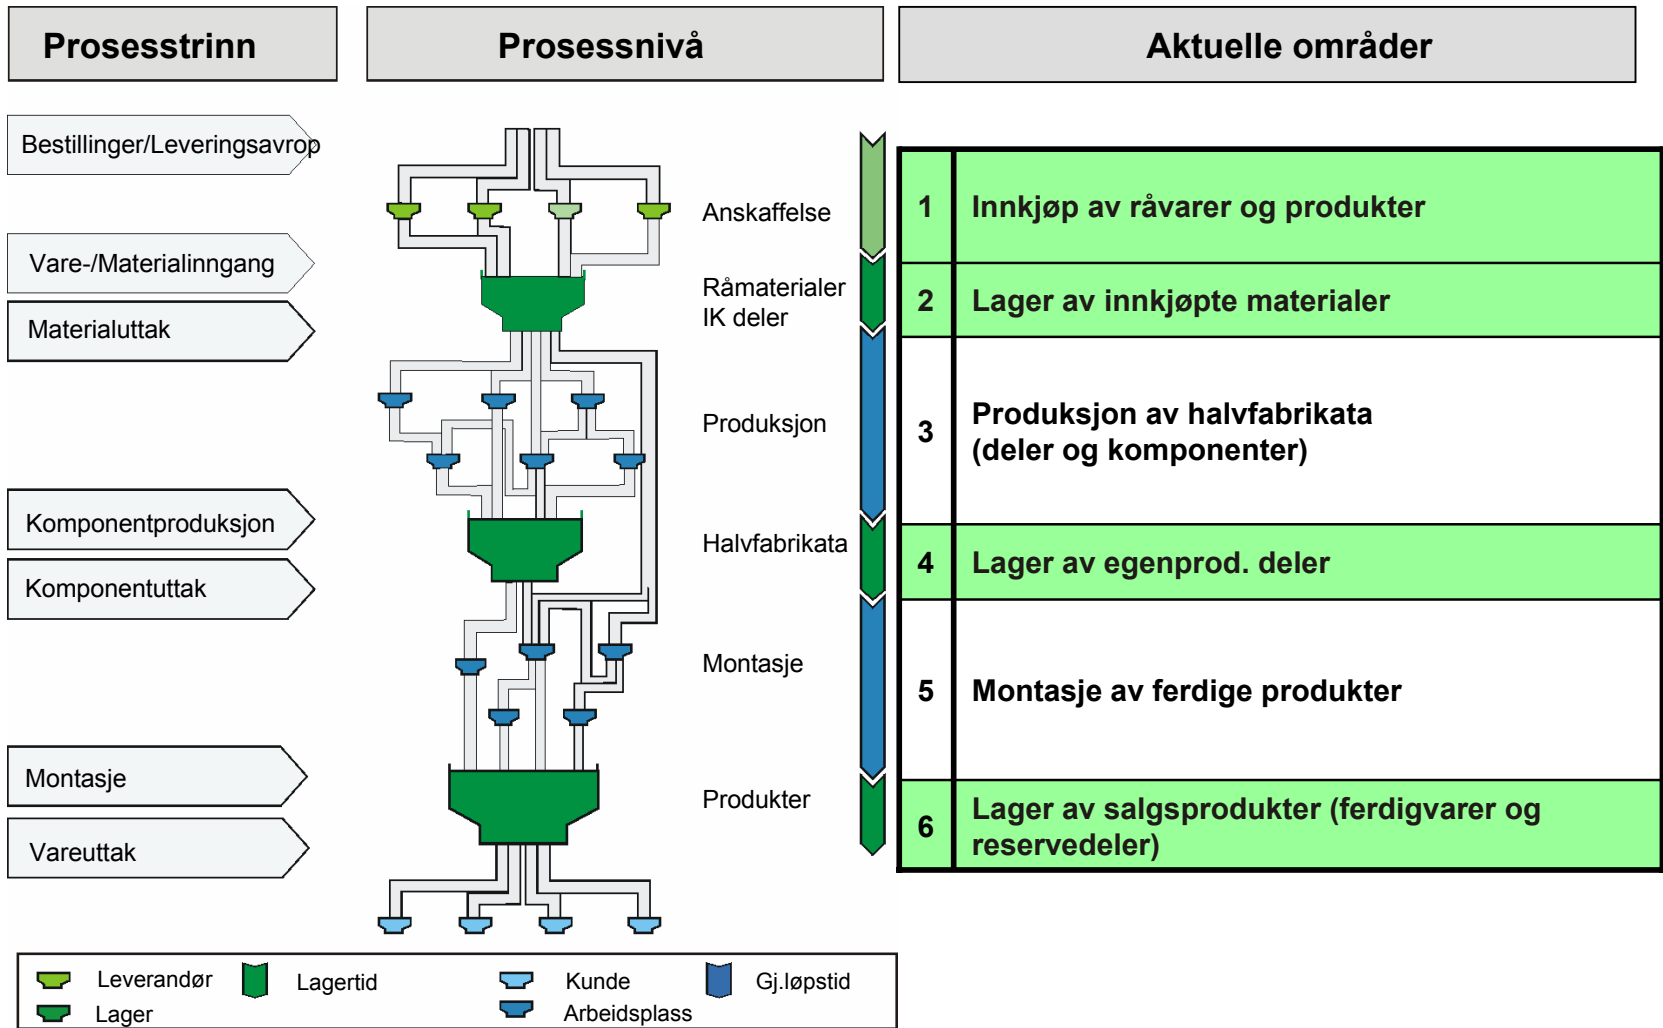 Prosesstrinn
Prosessnivå
Aktuelle områder
Bestillinger/Leveringsavrop
Vare-/Materialinngang
Materialuttak
Komponentproduksjon
Komponentuttak
Montasje
Vareuttak
Anskaffelse
Råmaterialer
IK deler
Produksjon
Halvfabrikata
Montasje
Produkter
1 Innkjøp av råvarer og produkter
2 Lager av innkjøpte materialer
3 Produksjon av halvfabrikata
(deler og komponenter)
4 Lager av egenprod. deler
5 Montasje av ferdige produkter
6 Lager av salgsprodukter (ferdigvarer og
reservedeler)
Leverandør
Lagertid
Kunde
Gj.løpstid
Lager
Arbeidsplass